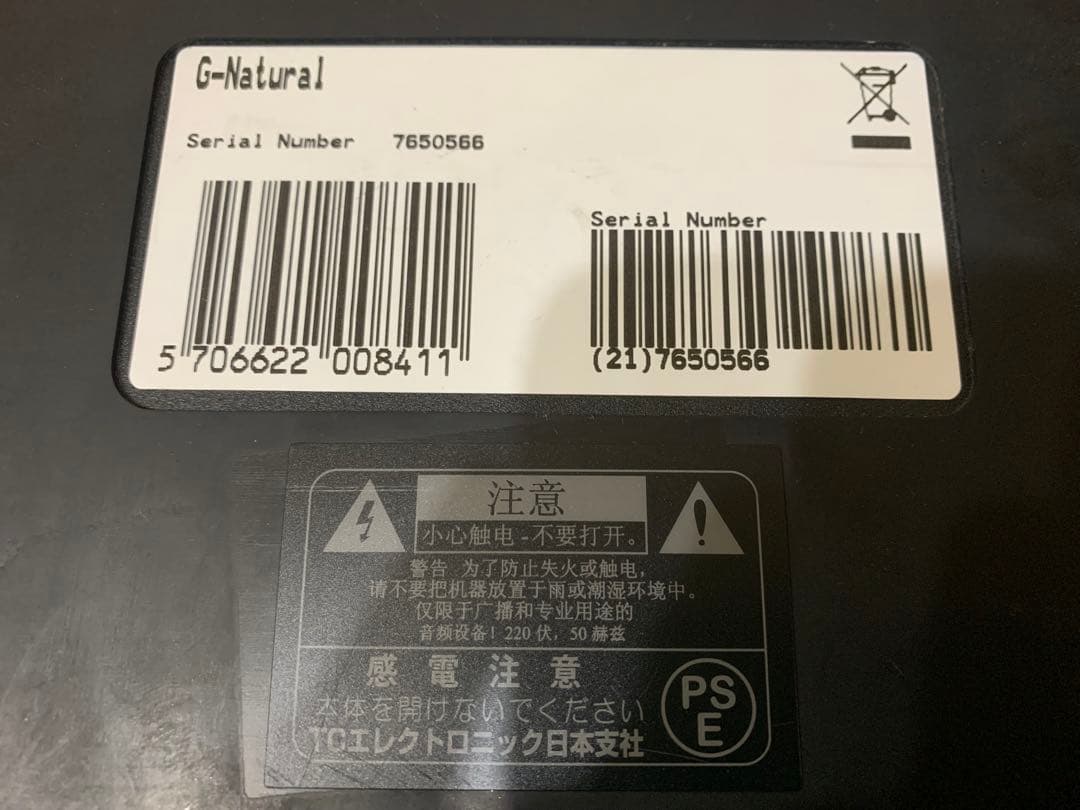 G-Natural
Serial Number 7650566
5 706622 008411
Serial Number
(21)7650566
注意
小心触电-不要打开。
警告 为了防止失火或触电,
请不要把机器放置于雨或潮湿环境中。
仅限于广播和专业用途的
音频设备! 220 伏, 50 赫兹
感電注意
本体を開けないでください
TCエレクトロニック日本支社
PS
E